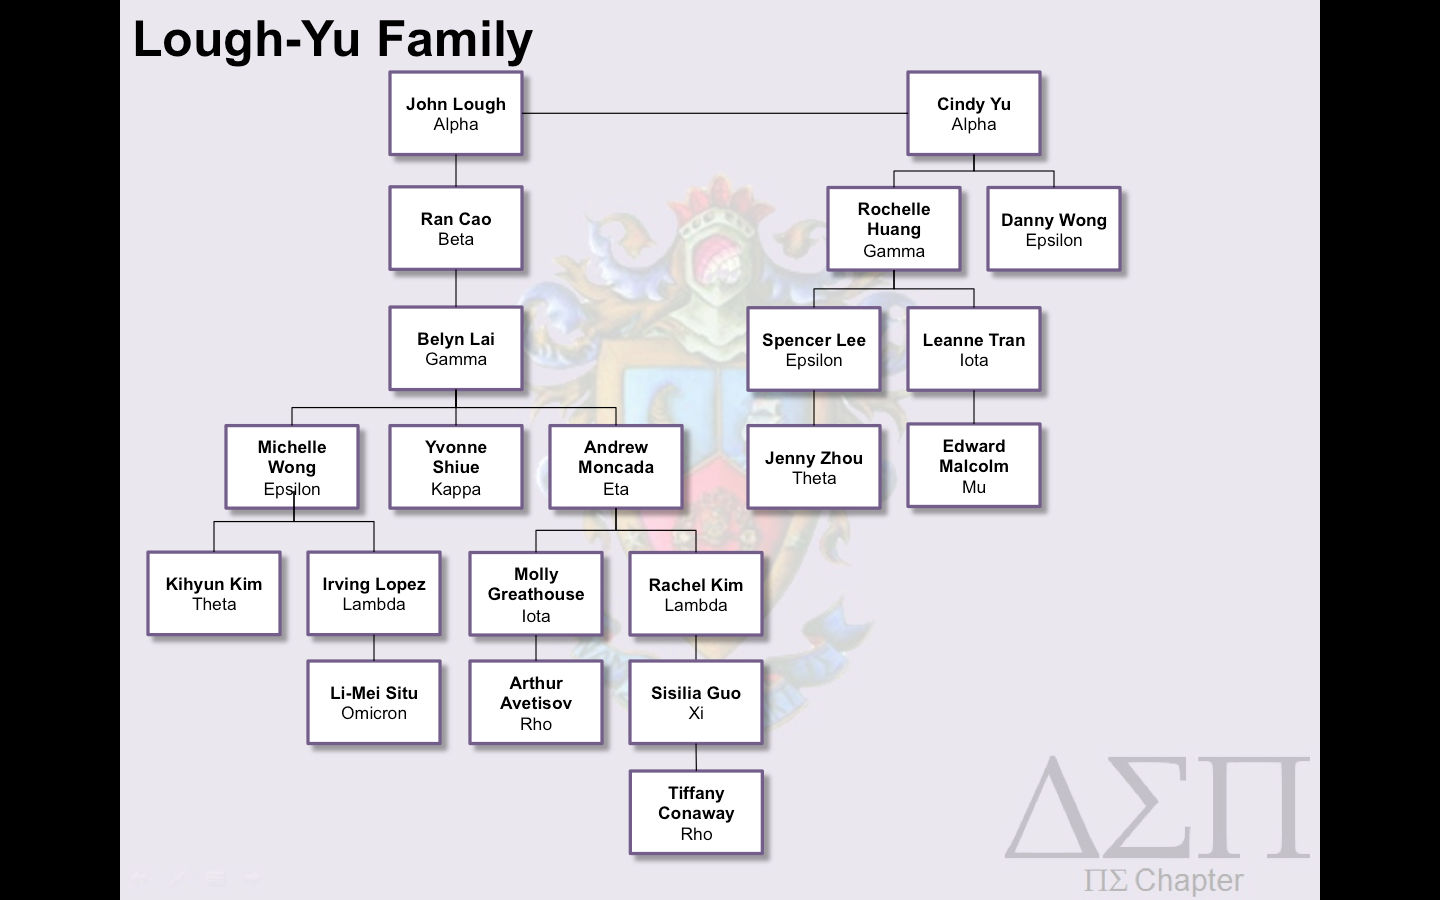 Lough-Yu Family
John Lough
Alpha
Cindy Yu
Alpha
Ran Cao
Beta
Rochelle
Huang
Gamma
Danny Wong
Epsilon
Belyn Lai
Gamma
Spencer Lee
Epsilon
Leanne Tran
Iota
Michelle
Wong
Epsilon
Yvonne
Shiue
Kappa
Andrew
Moncada
Eta
Jenny Zhou
Theta
Edward
Malcolm
Mu
Kihyun Kim
Theta
Irving Lopez
Lambda
Molly
Greathouse
Iota
Rachel Kim
Lambda
Li-Mei Situ
Omicron
Arthur
Avetisov
Rho
Sisilia Guo
Xi
Tiffany
Conaway
Rho
ΔΣΠ
ΠΣ Chapter